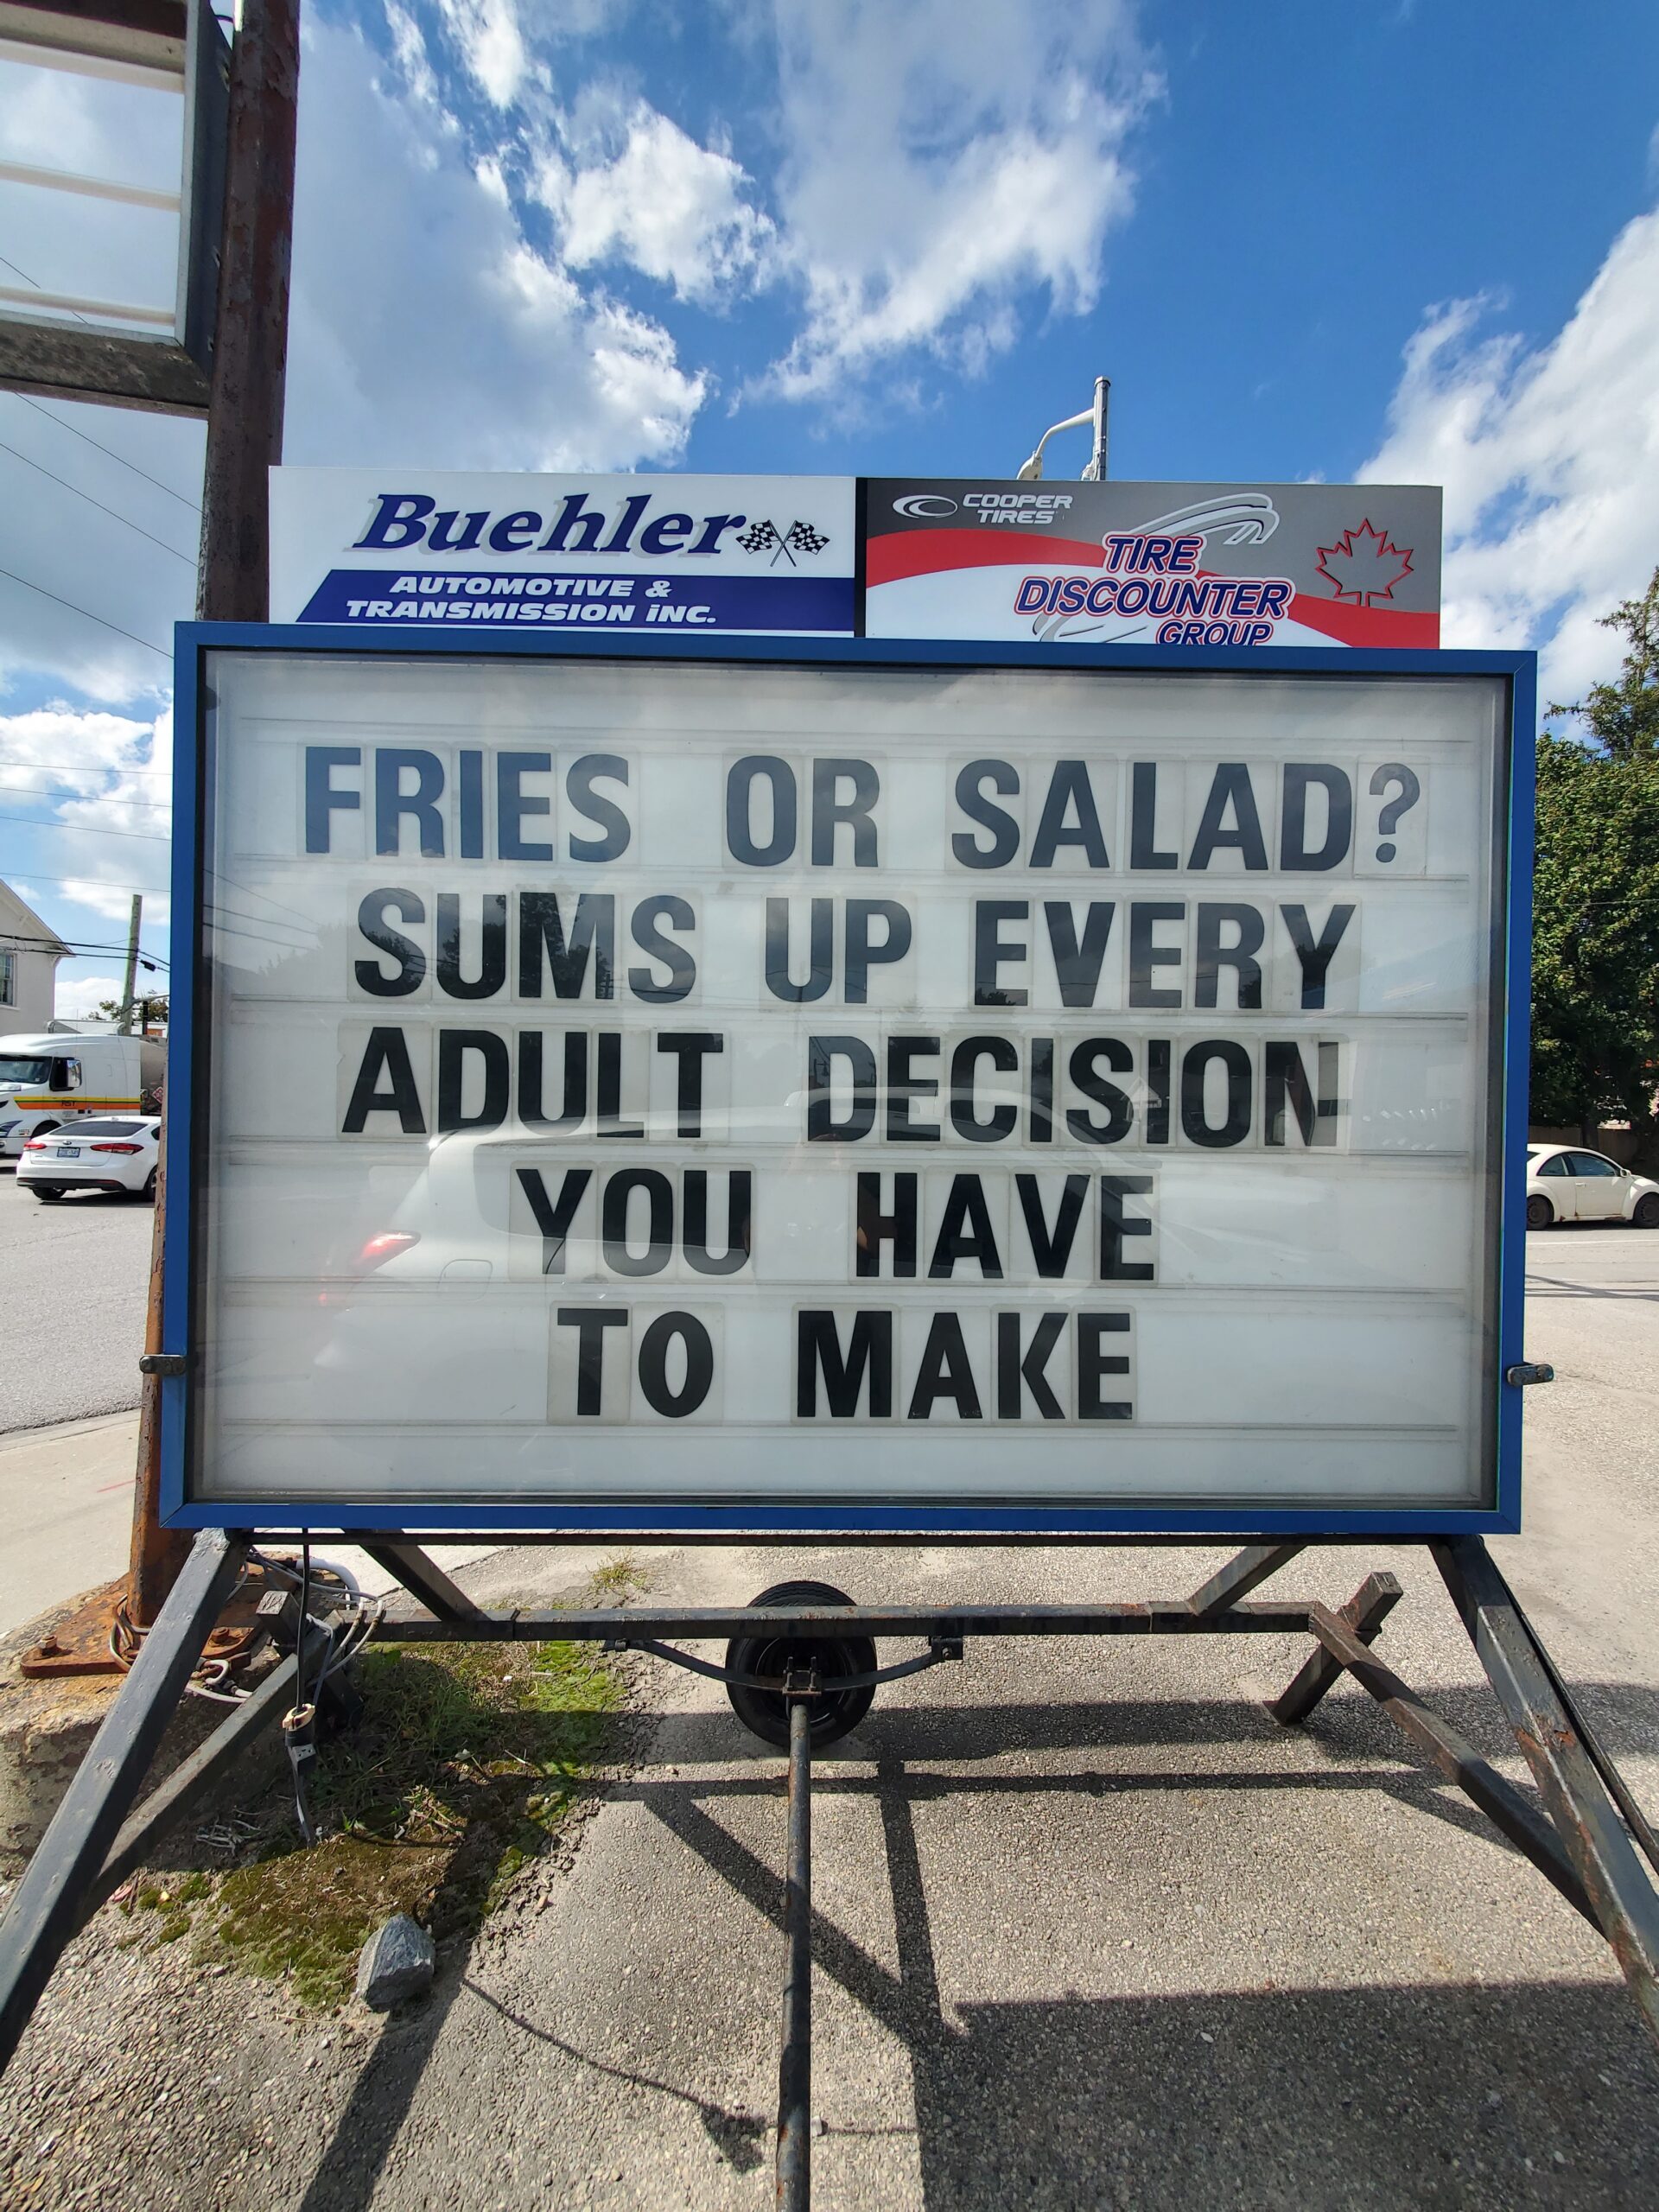 Buehler
AUTOMOTIVE &
TRANSMISSION INC.
COOPER
TIRES
TIRE
DISCOUNTER
GROUP
FRIES OR SALAD?
SUMS UP EVERY
ADULT DECISION
YOU HAVE
TO MAKE